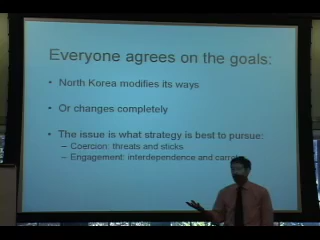 Everyone agrees on the goals:
• North Korea modifies its ways
• Or changes completely
• The issue is what strategy is best to pursue:
– Coercion: threats and sticks
– Engagement: interdependence and carrots